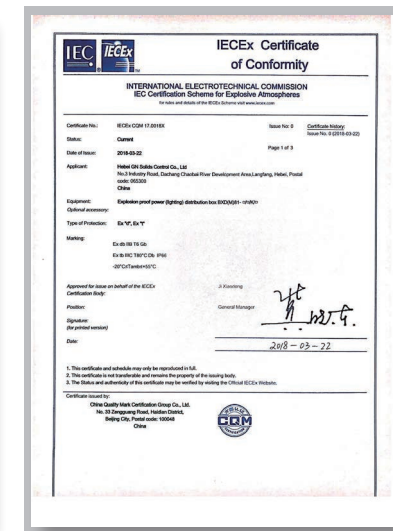 IEC IECEx
IECEx Certificate
of Conformity
INTERNATIONAL ELECTROTECHNICAL COMMISSION
IEC Certification Scheme for Explosive Atmospheres
for rules and details of the IECEx Scheme visit www.iecex.com
Certificate No.: IECEx CQM 17.0018X Issue No: 0 Certificate history:
Issue No. 0 (2018-03-22)
Status: Current
Page 1 of 3
Date of Issue: 2018-03-22
Applicant: Hebei GN Solids Control Co., Ltd
No.3 Industry Road, Dachang Chaobai River Development Area,Langfang, Hebei, Postal
code: 065300
China
Equipment: Explosion proof power (lighting) distribution box
Optional accessory:
Type of Protection: Ex "d", Ex "t"
Marking:
Ex db IIB T6 Gb
Ex tb IIIC T80°C Db IP66
-20°C≤Tamb≤+55°C
Approved for issue on behalf of the IECEx Ji Xiaodong
Certification Body:
Position: General Manager
Signature:
(for printed version)
Date: 2018-03-22
1. This certificate and schedule may only be reproduced in full.
2. This certificate is not transferable and remains the property of the issuing body.
3. The Status and authenticity of this certificate may be verified by visiting the Official IECEx Website.
Certificate issued by:
China Quality Mark Certification Group Co., Ltd.
No. 33 Zengguang Road, Haidian District,
Beijing City, Postal code: 100048
China
CQM